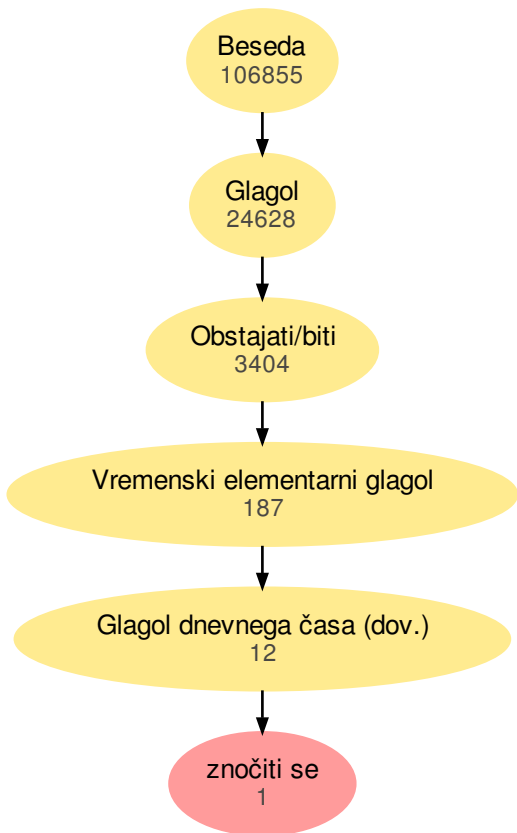 Beseda
106855
Glagol
24628
Obstajati/biti
3404
Vremenski elementarni glagol
187
Glagol dnevnega časa (dov.)
12
znočiti se
1